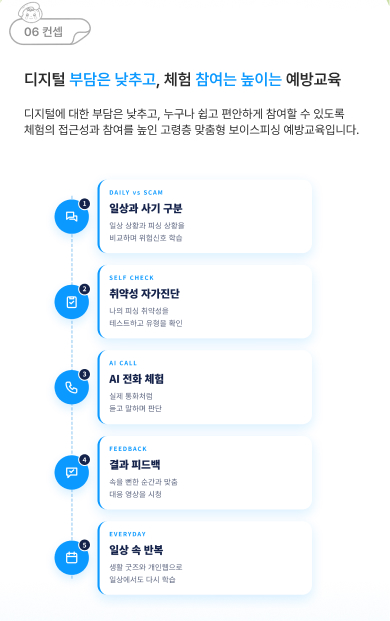 06 컨셉
디지털 부담은 낮추고, 체험 참여는 높이는 예방교육
디지털에 대한 부담은 낮추고, 누구나 쉽고 편안하게 참여할 수 있도록
체험의 접근성과 참여를 높인 고령층 맞춤형 보이스피싱 예방교육입니다.
1
DAILY vs SCAM
일상과 사기 구분
일상 상황과 피싱 상황을
비교하며 위험신호 학습
2
SELF CHECK
취약성 자가진단
나의 피싱 취약성을
테스트하고 유형을 확인
3
AI CALL
AI 전화 체험
실제 통화처럼
듣고 말하며 판단
4
FEEDBACK
결과 피드백
속을 뻔한 순간과 맞춤
대응 영상을 시청
5
EVERYDAY
일상 속 반복
생활 굿즈와 개인웹으로
일상에서도 다시 학습